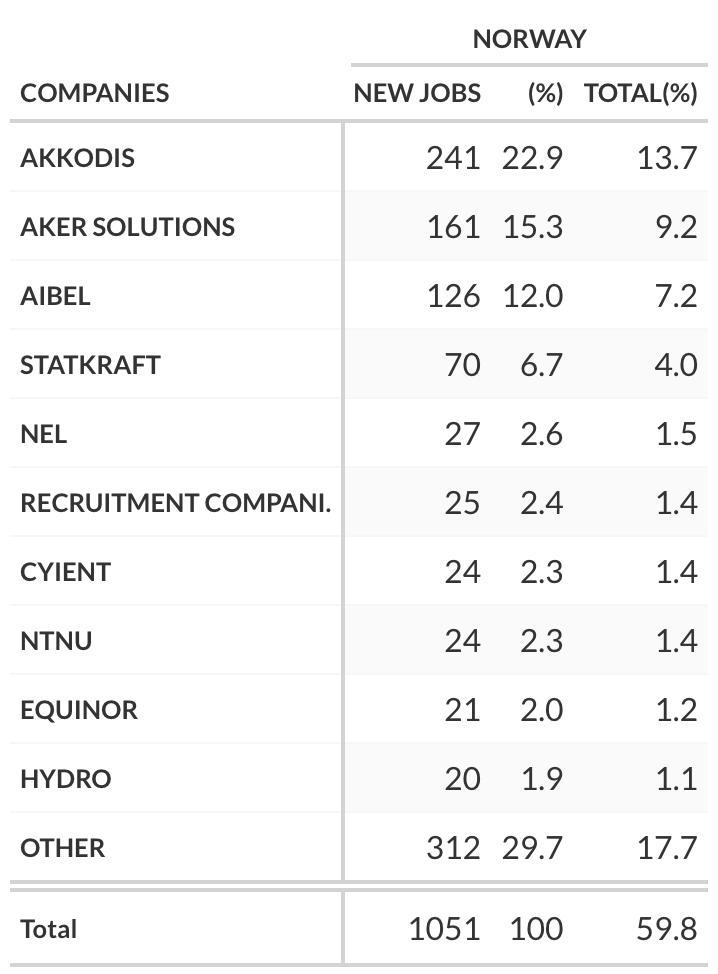 NORWAY
COMPANIES NEW JOBS (%) TOTAL(%)
AKKODIS 241 22.9 13.7
AKER SOLUTIONS 161 15.3 9.2
AIBEL 126 12.0 7.2
STATKRAFT 70 6.7 4.0
NEL 27 2.6 1.5
RECRUITMENT COMPANI. 25 2.4 1.4
CYIENT 24 2.3 1.4
NTNU 24 2.3 1.4
EQUINOR 21 2.0 1.2
HYDRO 20 1.9 1.1
OTHER 312 29.7 17.7
Total 1051 100 59.8